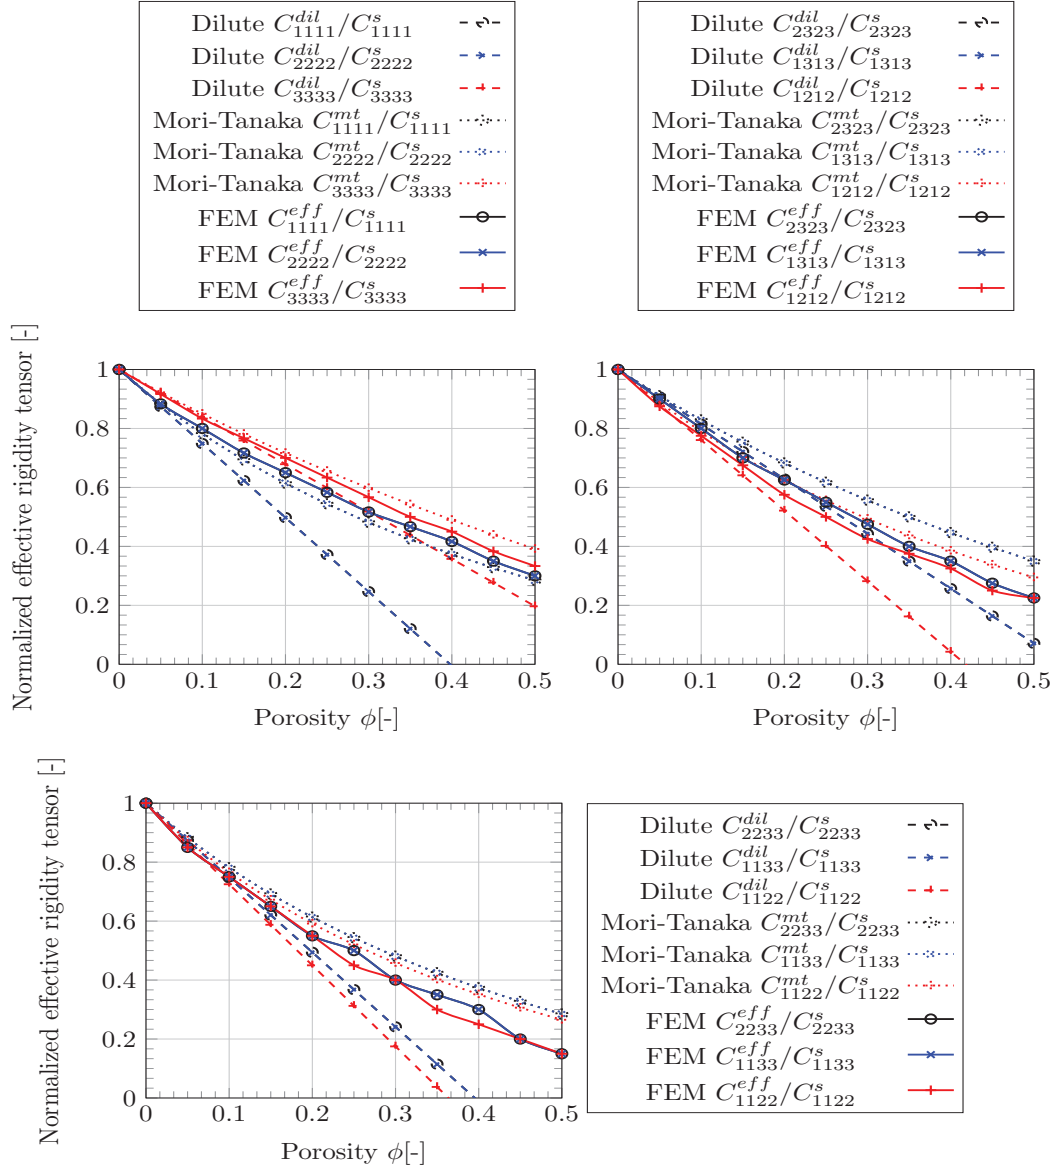 Dilute C^{dil}_{1111}/C^{s}_{1111}
Dilute C^{dil}_{2222}/C^{s}_{2222}
Dilute C^{dil}_{3333}/C^{s}_{3333}
Mori-Tanaka C^{mt}_{1111}/C^{s}_{1111}
Mori-Tanaka C^{mt}_{2222}/C^{s}_{2222}
Mori-Tanaka C^{mt}_{3333}/C^{s}_{3333}
FEM C^{eff}_{1111}/C^{s}_{1111}
FEM C^{eff}_{2222}/C^{s}_{2222}
FEM C^{eff}_{3333}/C^{s}_{3333}
Dilute C^{dil}_{2323}/C^{s}_{2323}
Dilute C^{dil}_{1313}/C^{s}_{1313}
Dilute C^{dil}_{1212}/C^{s}_{1212}
Mori-Tanaka C^{mt}_{2323}/C^{s}_{2323}
Mori-Tanaka C^{mt}_{1313}/C^{s}_{1313}
Mori-Tanaka C^{mt}_{1212}/C^{s}_{1212}
FEM C^{eff}_{2323}/C^{s}_{2323}
FEM C^{eff}_{1313}/C^{s}_{1313}
FEM C^{eff}_{1212}/C^{s}_{1212}
Normalized effective rigidity tensor [-]
1
0.8
0.6
0.4
0.2
0
0 0.1 0.2 0.3 0.4 0.5
Porosity ϕ[-]
1
0.8
0.6
0.4
0.2
0
0 0.1 0.2 0.3 0.4 0.5
Porosity ϕ[-]
Normalized effective rigidity tensor [-]
1
0.8
0.6
0.4
0.2
0
0 0.1 0.2 0.3 0.4 0.5
Porosity ϕ[-]
Dilute C^{dil}_{2233}/C^{s}_{2233}
Dilute C^{dil}_{1133}/C^{s}_{1133}
Dilute C^{dil}_{1122}/C^{s}_{1122}
Mori-Tanaka C^{mt}_{2233}/C^{s}_{2233}
Mori-Tanaka C^{mt}_{1133}/C^{s}_{1133}
Mori-Tanaka C^{mt}_{1122}/C^{s}_{1122}
FEM C^{eff}_{2233}/C^{s}_{2233}
FEM C^{eff}_{1133}/C^{s}_{1133}
FEM C^{eff}_{1122}/C^{s}_{1122}